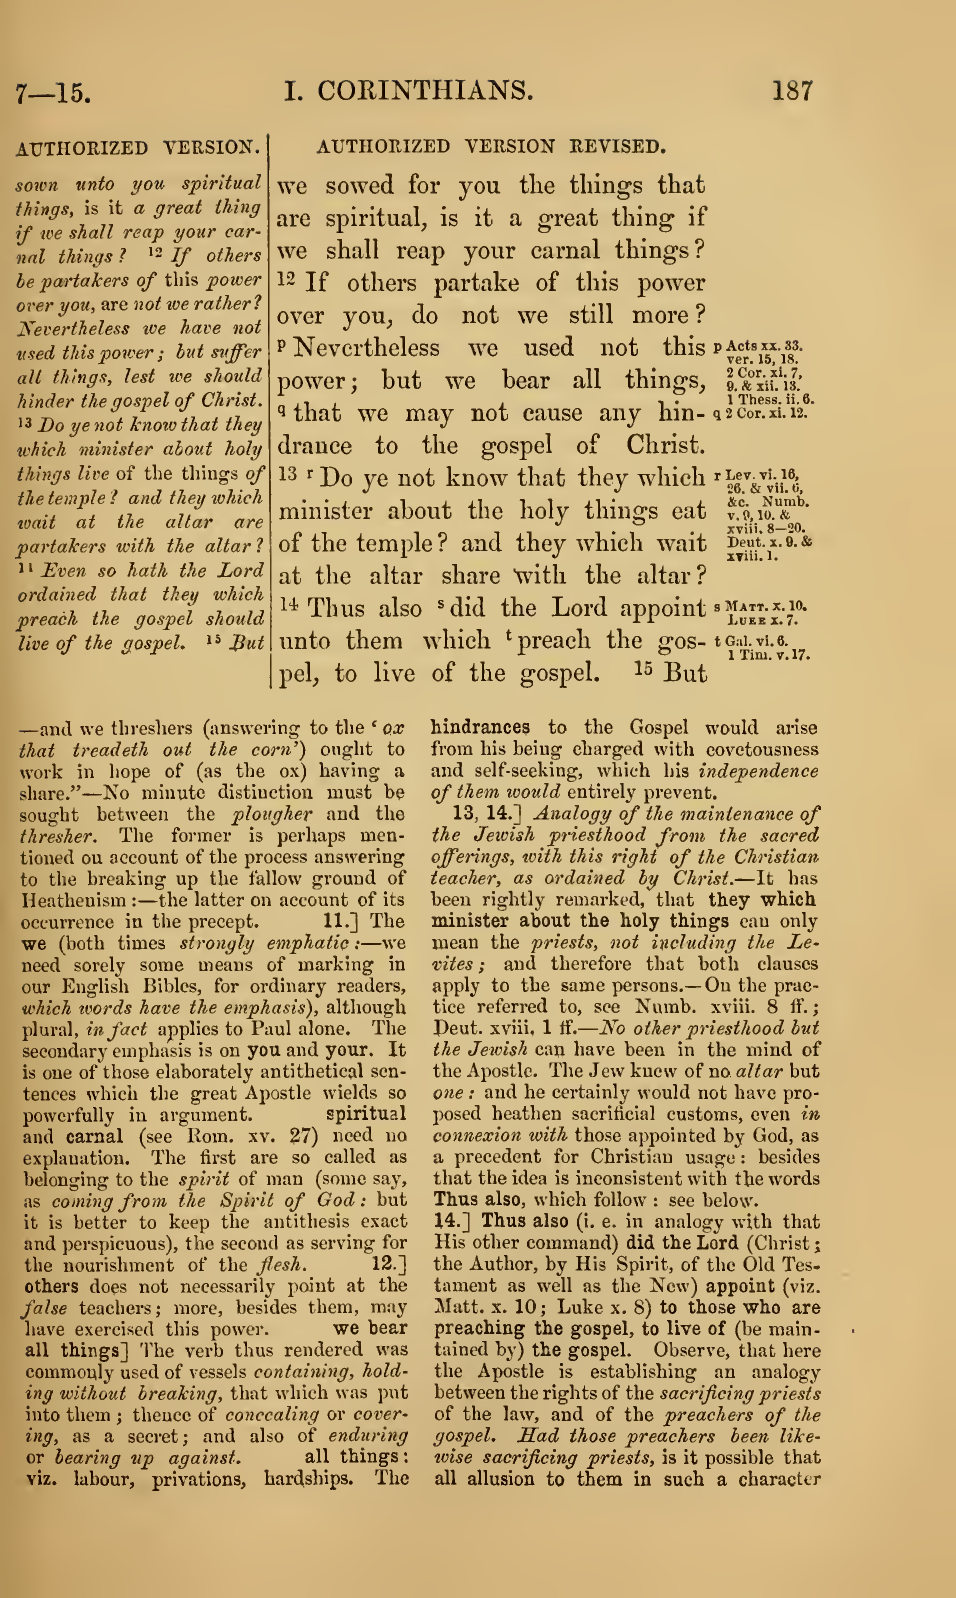 7—15.
I. CORINTHIANS.
187
AUTHORIZED VERSION.
sown unto you spiritual
things, is it a great thing
if we shall reap your car-
nal things? 12 If others
be partakers of this power
over you, are not we rather?
Nevertheless we have not
used this power; but suffer
all things, lest we should
hinder the gospel of Christ.
13 Do ye not know that they
which minister about holy
things live of the things of
the temple? and they which
wait at the altar are
partakers with the altar?
14 Even so hath the Lord
ordained that they which
preach the gospel should
live of the gospel. 15 But
AUTHORIZED VERSION REVISED.
we sowed for you the things that
are spiritual, is it a great thing if
we shall reap your carnal things?
12 If others partake of this power
over you, do not we still more?
p Nevertheless we used not this
power; but we bear all things,
q that we may not cause any hin-
drance to the gospel of Christ.
13 r Do ye not know that they which
minister about the holy things eat
of the temple? and they which wait
at the altar share with the altar?
14 Thus also s did the Lord appoint
unto them which t preach the gos-
pel, to live of the gospel. 15 But
p Acts xx. 33.
ver. 15, 18.
2 Cor. xi. 7,
9. & xii. 13.
1 Thess. ii. 6.
q 2 Cor. xi. 12.
r Lev. vi. 16,
26. & vii. 6,
&c. Numb.
v. 9, 10. &
xviii. 8—20.
Deut. x. 9. &
xviii. 1.
s MATT. x. 10.
LUKE x. 7.
t Gal. vi. 6.
1 Tim. v. 17.
—and we threshers (answering to the ‘ox
that treadeth out the corn’) ought to
work in hope of (as the ox) having a
share.”—No minute distinction must be
sought between the plougher and the
thresher. The former is perhaps men-
tioned on account of the process answering
to the breaking up the fallow ground of
Heathenism :—the latter on account of its
occurrence in the precept. 11.] The
we (both times strongly emphatic :—we
need sorely some means of marking in
our English Bibles, for ordinary readers,
which words have the emphasis), although
plural, in fact applies to Paul alone. The
secondary emphasis is on you and your. It
is one of those elaborately antithetical sen-
tences which the great Apostle wields so
powerfully in argument. spiritual
and carnal (see Rom. xv. 27) need no
explanation. The first are so called as
belonging to the spirit of man (some say,
as coming from the Spirit of God: but
it is better to keep the antithesis exact
and perspicuous), the second as serving for
the nourishment of the flesh. 12.]
others does not necessarily point at the
false teachers; more, besides them, may
have exercised this power. we bear
all things] The verb thus rendered was
commonly used of vessels containing, hold-
ing without breaking, that which was put
into them; thence of concealing or cover-
ing, as a secret; and also of enduring
or bearing up against. all things:
viz. labour, privations, hardships. The
hindrances to the Gospel would arise
from his being charged with covetousness
and self-seeking, which his independence
of them would entirely prevent.
13, 14.] Analogy of the maintenance of
the Jewish priesthood from the sacred
offerings, with this right of the Christian
teacher, as ordained by Christ.—It has
been rightly remarked, that they which
minister about the holy things can only
mean the priests, not including the Le-
vites; and therefore that both clauses
apply to the same persons.—On the prac-
tice referred to, see Numb. xviii. 8 ff.;
Deut. xviii. 1 ff.—No other priesthood but
the Jewish can have been in the mind of
the Apostle. The Jew knew of no altar but
one: and he certainly would not have pro-
posed heathen sacrificial customs, even in
connexion with those appointed by God, as
a precedent for Christian usage: besides
that the idea is inconsistent with the words
Thus also, which follow: see below.
14.] Thus also (i. e. in analogy with that
His other command) did the Lord (Christ;
the Author, by His Spirit, of the Old Tes-
tament as well as the New) appoint (viz.
Matt. x. 10; Luke x. 8) to those who are
preaching the gospel, to live of (be main-
tained by) the gospel. Observe, that here
the Apostle is establishing an analogy
between the rights of the sacrificing priests
of the law, and of the preachers of the
gospel. Had those preachers been like-
wise sacrificing priests, is it possible that
all allusion to them in such a character